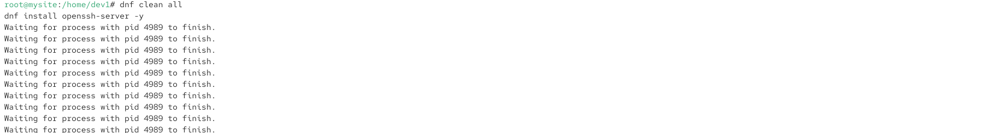 root@mysite:/home/dev1# dnf clean all
dnf install openssh-server -y
Waiting for process with pid 4989 to finish.
Waiting for process with pid 4989 to finish.
Waiting for process with pid 4989 to finish.
Waiting for process with pid 4989 to finish.
Waiting for process with pid 4989 to finish.
Waiting for process with pid 4989 to finish.
Waiting for process with pid 4989 to finish.
Waiting for process with pid 4989 to finish.
Waiting for process with pid 4989 to finish.
Waiting for process with pid 4989 to finish.